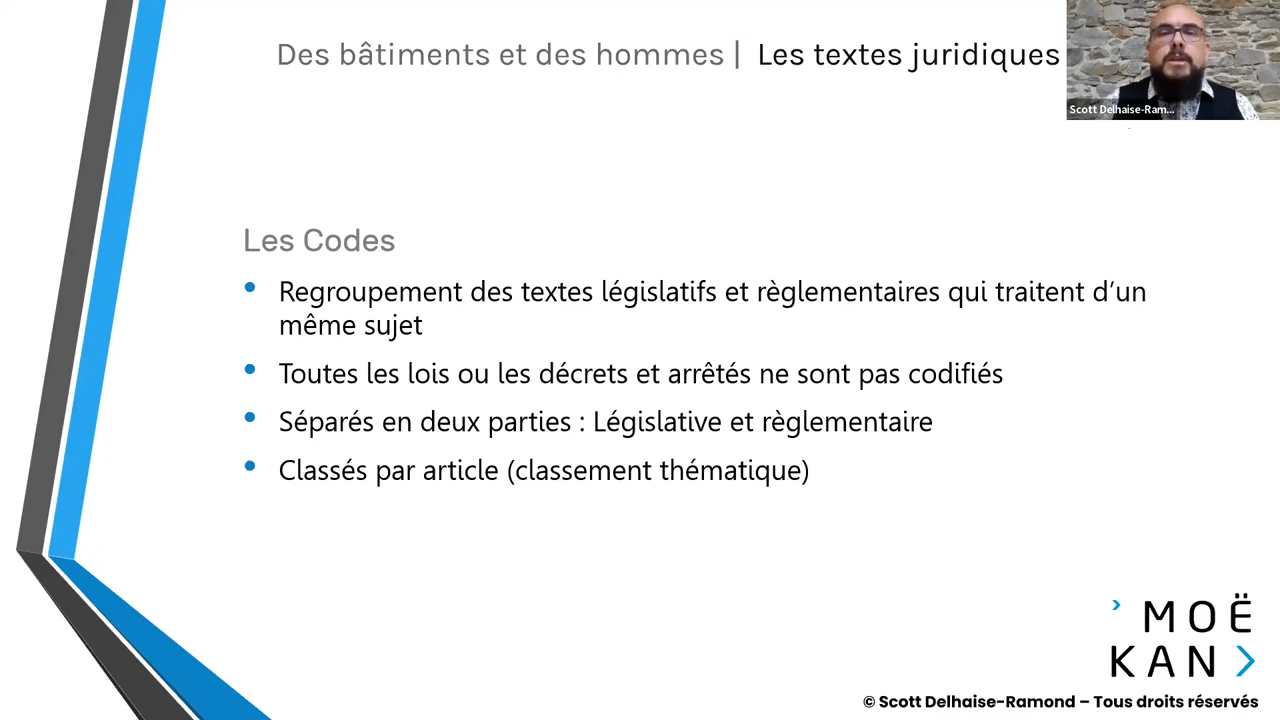 Des bâtiments et des hommes | Les textes juridiques
Scott Delhaise-Ram...
Les Codes
• Regroupement des textes législatifs et règlementaires qui traitent d’un
même sujet
• Toutes les lois ou les décrets et arrêtés ne sont pas codifiés
• Séparés en deux parties : Législative et règlementaire
• Classés par article (classement thématique)
MOË
KAN
© Scott Delhaise-Ramond – Tous droits réservés